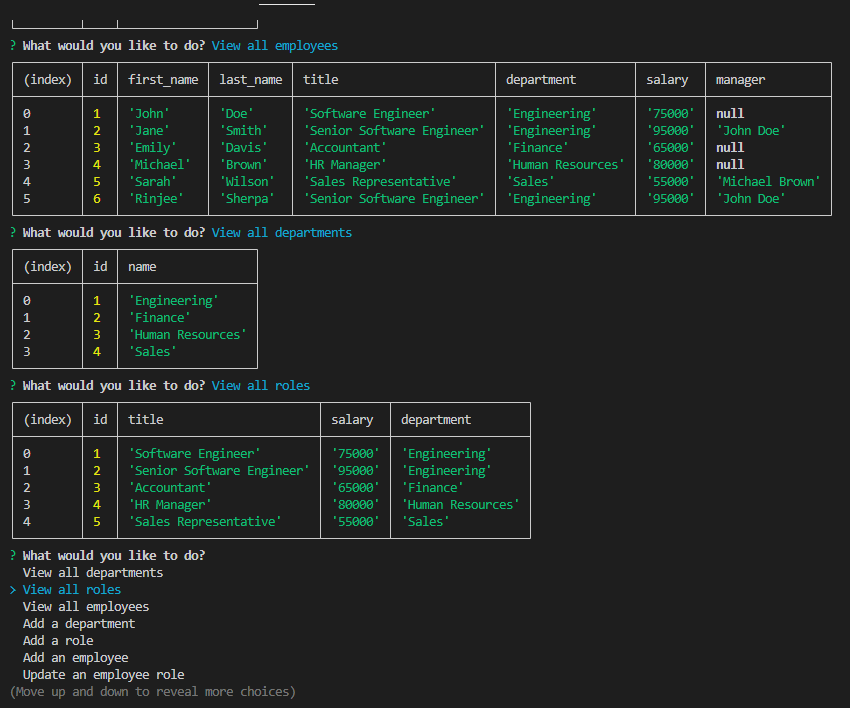 ? What would you like to do? View all employees
(index) id first_name last_name title department salary manager
0 1 'John' 'Doe' 'Software Engineer' 'Engineering' '75000' null
1 2 'Jane' 'Smith' 'Senior Software Engineer' 'Engineering' '95000' 'John Doe'
2 3 'Emily' 'Davis' 'Accountant' 'Finance' '65000' null
3 4 'Michael' 'Brown' 'HR Manager' 'Human Resources' '80000' null
4 5 'Sarah' 'Wilson' 'Sales Representative' 'Sales' '55000' 'Michael Brown'
5 6 'Rinjee' 'Sherpa' 'Senior Software Engineer' 'Engineering' '95000' 'John Doe'
? What would you like to do? View all departments
(index) id name
0 1 'Engineering'
1 2 'Finance'
2 3 'Human Resources'
3 4 'Sales'
? What would you like to do? View all roles
(index) id title salary department
0 1 'Software Engineer' '75000' 'Engineering'
1 2 'Senior Software Engineer' '95000' 'Engineering'
2 3 'Accountant' '65000' 'Finance'
3 4 'HR Manager' '80000' 'Human Resources'
4 5 'Sales Representative' '55000' 'Sales'
? What would you like to do?
View all departments
> View all roles
View all employees
Add a department
Add a role
Add an employee
Update an employee role
(Move up and down to reveal more choices)